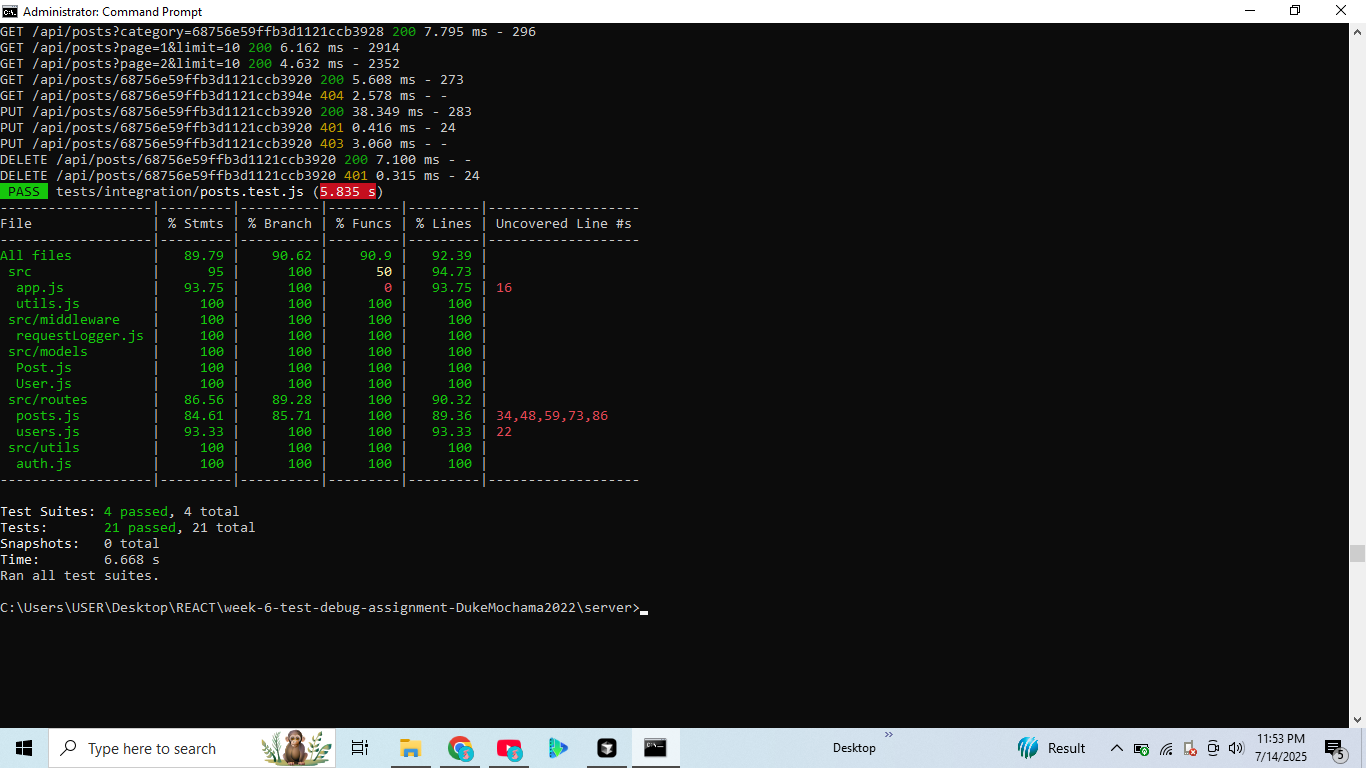 Administrator: Command Prompt
GET /api/posts?category=68756e59ffb3d1121ccb3928 200 7.795 ms - 296
GET /api/posts?page=1&limit=10 200 6.162 ms - 2914
GET /api/posts?page=2&limit=10 200 4.632 ms - 2352
GET /api/posts/68756e59ffb3d1121ccb3920 200 5.608 ms - 273
GET /api/posts/68756e59ffb3d1121ccb394e 404 2.578 ms - -
PUT /api/posts/68756e59ffb3d1121ccb3920 200 38.349 ms - 283
PUT /api/posts/68756e59ffb3d1121ccb3920 401 0.416 ms - 24
PUT /api/posts/68756e59ffb3d1121ccb3920 403 3.060 ms - -
DELETE /api/posts/68756e59ffb3d1121ccb3920 200 7.100 ms - -
DELETE /api/posts/68756e59ffb3d1121ccb3920 401 0.315 ms - 24
PASS tests/integration/posts.test.js (5.835 s)
-------------------|---------|----------|---------|---------|-------------------
File               | % Stmts | % Branch | % Funcs | % Lines | Uncovered Line #s
-------------------|---------|----------|---------|---------|-------------------
All files          |   89.79 |    90.62 |    90.9 |   92.39 |
 src               |      95 |      100 |      50 |   94.73 |
  app.js           |   93.75 |      100 |       0 |   93.75 | 16
  utils.js         |     100 |      100 |     100 |     100 |
 src/middleware    |     100 |      100 |     100 |     100 |
  requestLogger.js |     100 |      100 |     100 |     100 |
 src/models        |     100 |      100 |     100 |     100 |
  Post.js          |     100 |      100 |     100 |     100 |
  User.js          |     100 |      100 |     100 |     100 |
 src/routes        |   86.56 |    89.28 |     100 |   90.32 |
  posts.js         |   84.61 |    85.71 |     100 |   89.36 | 34,48,59,73,86
  users.js         |   93.33 |      100 |     100 |   93.33 | 22
 src/utils         |     100 |      100 |     100 |     100 |
  auth.js          |     100 |      100 |     100 |     100 |
-------------------|---------|----------|---------|---------|-------------------
Test Suites: 4 passed, 4 total
Tests:       21 passed, 21 total
Snapshots:   0 total
Time:        6.668 s
Ran all test suites.
C:\Users\USER\Desktop\REACT\week-6-test-debug-assignment-DukeMochama2022\server>
Type here to search
3
3
Desktop
Result
11:53 PM
7/14/2025
5